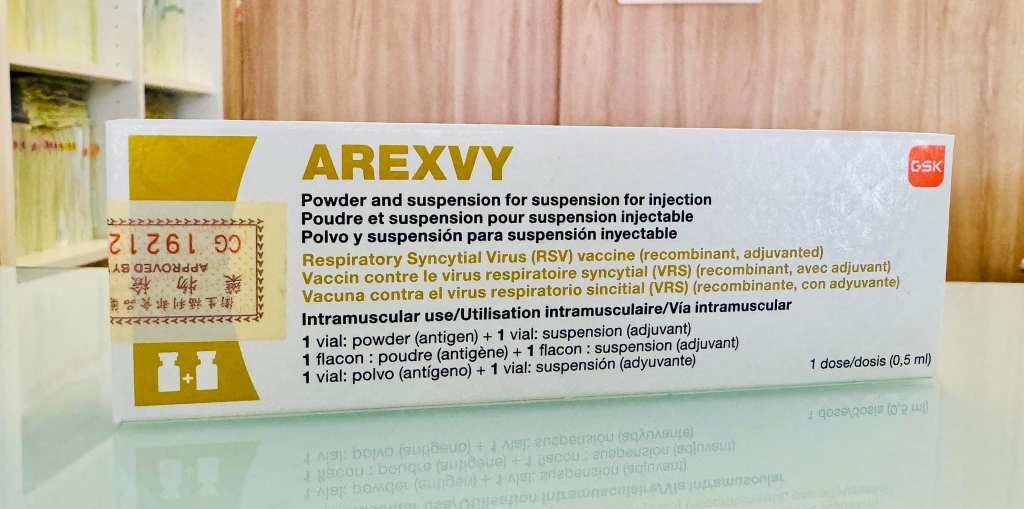 AREXVY
GSK
Powder and suspension for suspension for injection
Poudre et suspension pour suspension injectable
Polvo y suspensión para suspensión inyectable
Respiratory Syncytial Virus (RSV) vaccine (recombinant, adjuvanted)
Vaccin contre le virus respiratoire syncytial (VRS) (recombinant, avec adjuvant)
Vacuna contra el virus respiratorio sincitial (VRS) (recombinante, con adyuvante)
Intramuscular use/Utilisation intramusculaire/Vía intramuscular
1 vial: powder (antigen) + 1 vial: suspension (adjuvant)
1 flacon : poudre (antigène) + 1 flacon : suspension (adjuvant)
1 vial: polvo (antígeno) + 1 vial: suspensión (adyuvante)
1 dose/dosis (0,5 ml)
衛生福利部食品藥
藥物檢
APPROVED BY
CG 19212